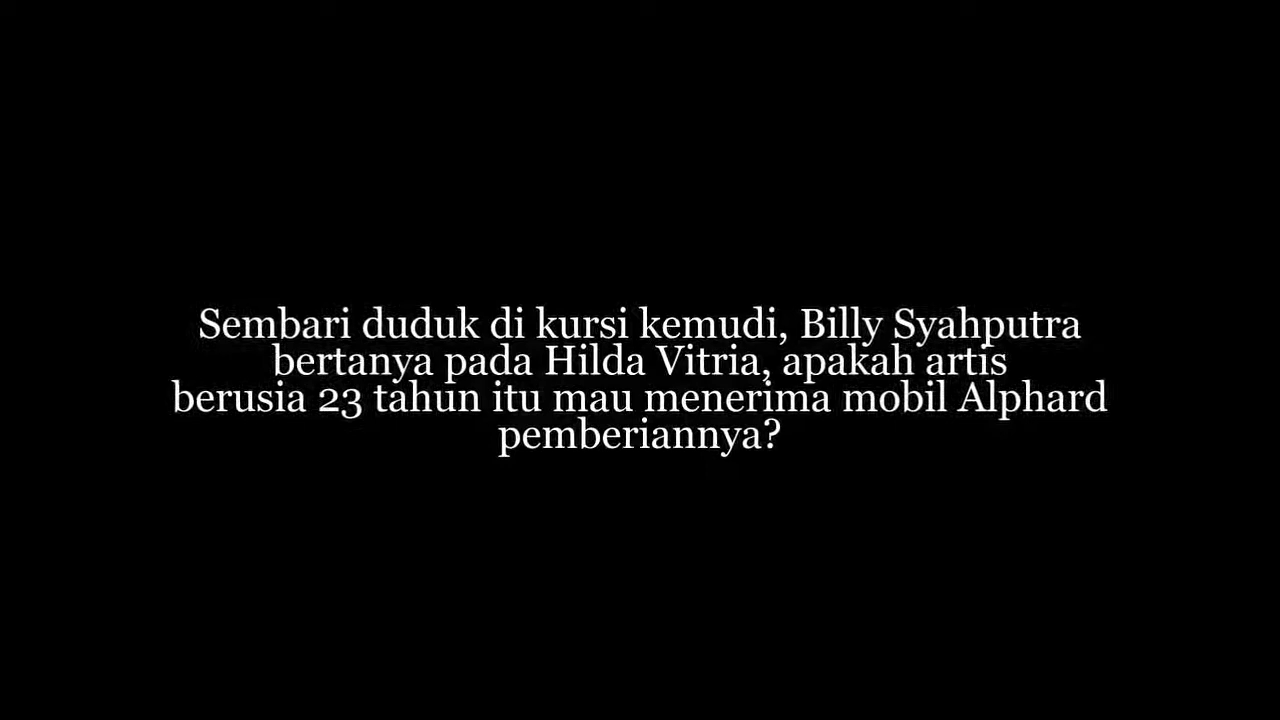 Sembari duduk di kursi kemudi, Billy Syahputra
bertanya pada Hilda Vitria, apakah artis
berusia 23 tahun itu mau menerima mobil Alphard
pemberiannya?